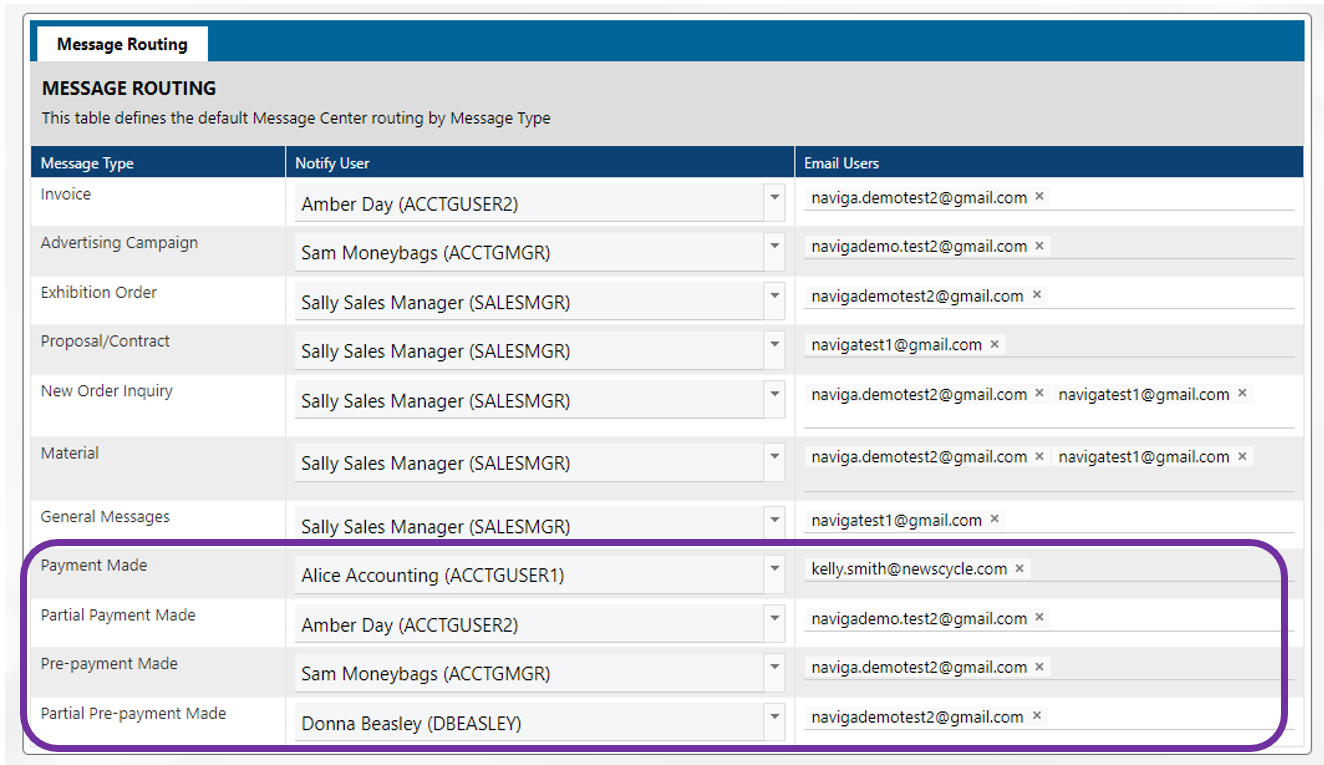 Message Routing
MESSAGE ROUTING
This table defines the default Message Center routing by Message Type
Message Type Notify User Email Users
Invoice Amber Day (ACCTGUSER2) naviga.demotest2@gmail.com ×
Advertising Campaign Sam Moneybags (ACCTGMGR) navigademo.test2@gmail.com ×
Exhibition Order Sally Sales Manager (SALESMGR) navigademotest2@gmail.com ×
Proposal/Contract Sally Sales Manager (SALESMGR) navigatest1@gmail.com ×
New Order Inquiry Sally Sales Manager (SALESMGR) naviga.demotest2@gmail.com × navigatest1@gmail.com ×
Material Sally Sales Manager (SALESMGR) naviga.demotest2@gmail.com × navigatest1@gmail.com ×
General Messages Sally Sales Manager (SALESMGR) navigatest1@gmail.com ×
Payment Made Alice Accounting (ACCTGUSER1) kelly.smith@newscycle.com ×
Partial Payment Made Amber Day (ACCTGUSER2) navigademo.test2@gmail.com ×
Pre-payment Made Sam Moneybags (ACCTGMGR) naviga.demotest2@gmail.com ×
Partial Pre-payment Made Donna Beasley (DBEASLEY) navigademotest2@gmail.com ×